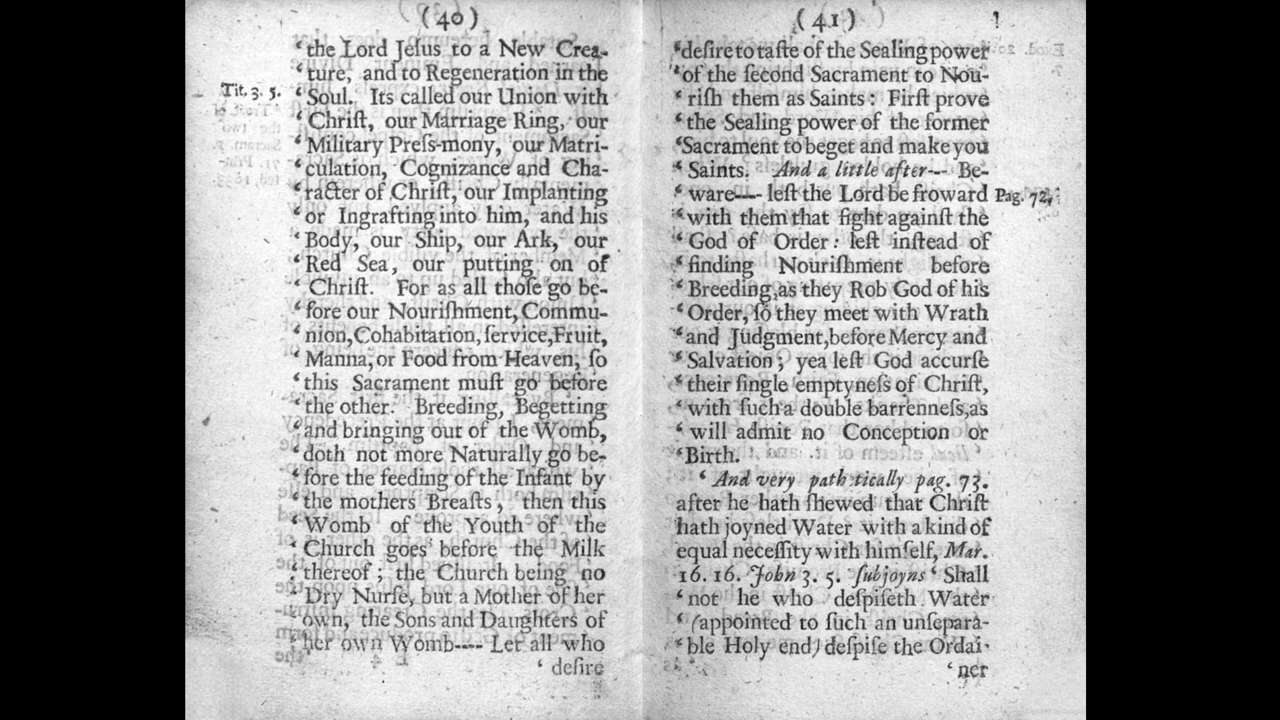 (40)
‘the Lord Jeſus to a New Crea-
‘ture, and to Regeneration in the
Tit. 3. 5.
‘Soul. Its called our Union with
‘Chriſt, our Marriage Ring, our
‘Military Preſs-mony, our Matri-
‘culation, Cognizance and Cha-
‘racter of Chriſt, our Implanting
‘or Ingrafting into him, and his
‘Body, our Ship, our Ark, our
‘Red Sea, our putting on of
‘Chriſt. For as all thoſe go be-
‘fore our Nouriſhment, Commu-
‘nion, Cohabitation, ſervice, Fruit,
‘Manna, or Food from Heaven, ſo
‘this Sacrament muſt go before
‘the other. Breeding, Begetting
‘and bringing out of the Womb,
‘doth not more Naturally go be-
‘fore the feeding of the Infant by
‘the mothers Breaſts, then this
‘Womb of the Youth of the
‘Church goes before the Milk
‘thereof; the Church being no
‘Dry Nurſe, but a Mother of her
‘own, the Sons and Daughters of
‘her own Womb---- Let all who
‘deſire
(41)
‘deſire to taſte of the Sealing power
‘of the ſecond Sacrament to Nou-
‘riſh them as Saints: Firſt prove
‘the Sealing power of the former
‘Sacrament to beget and make you
‘Saints. And a little after--- Be-
‘ware---- leſt the Lord be froward
Pag. 72,
‘with them that fight againſt the
‘God of Order: leſt inſtead of
‘finding Nouriſhment before
‘Breeding, as they Rob God of his
‘Order, ſo they meet with Wrath
‘and Judgment, before Mercy and
‘Salvation; yea leſt God accurſe
‘their ſingle emptyneſs of Chriſt,
‘with ſuch a double barrenneſs, as
‘will admit no Conception or
‘Birth.
‘And very path tically pag. 73.
after he hath ſhewed that Chriſt
hath joyned Water with a kind of
equal neceſſity with himſelf, Mar.
16. 16. John 3. 5. ſubjoyns ‘Shall
‘not he who deſpiſeth Water
‘(appointed to ſuch an unſepara-
‘ble Holy end) deſpiſe the Ordai-
‘ner